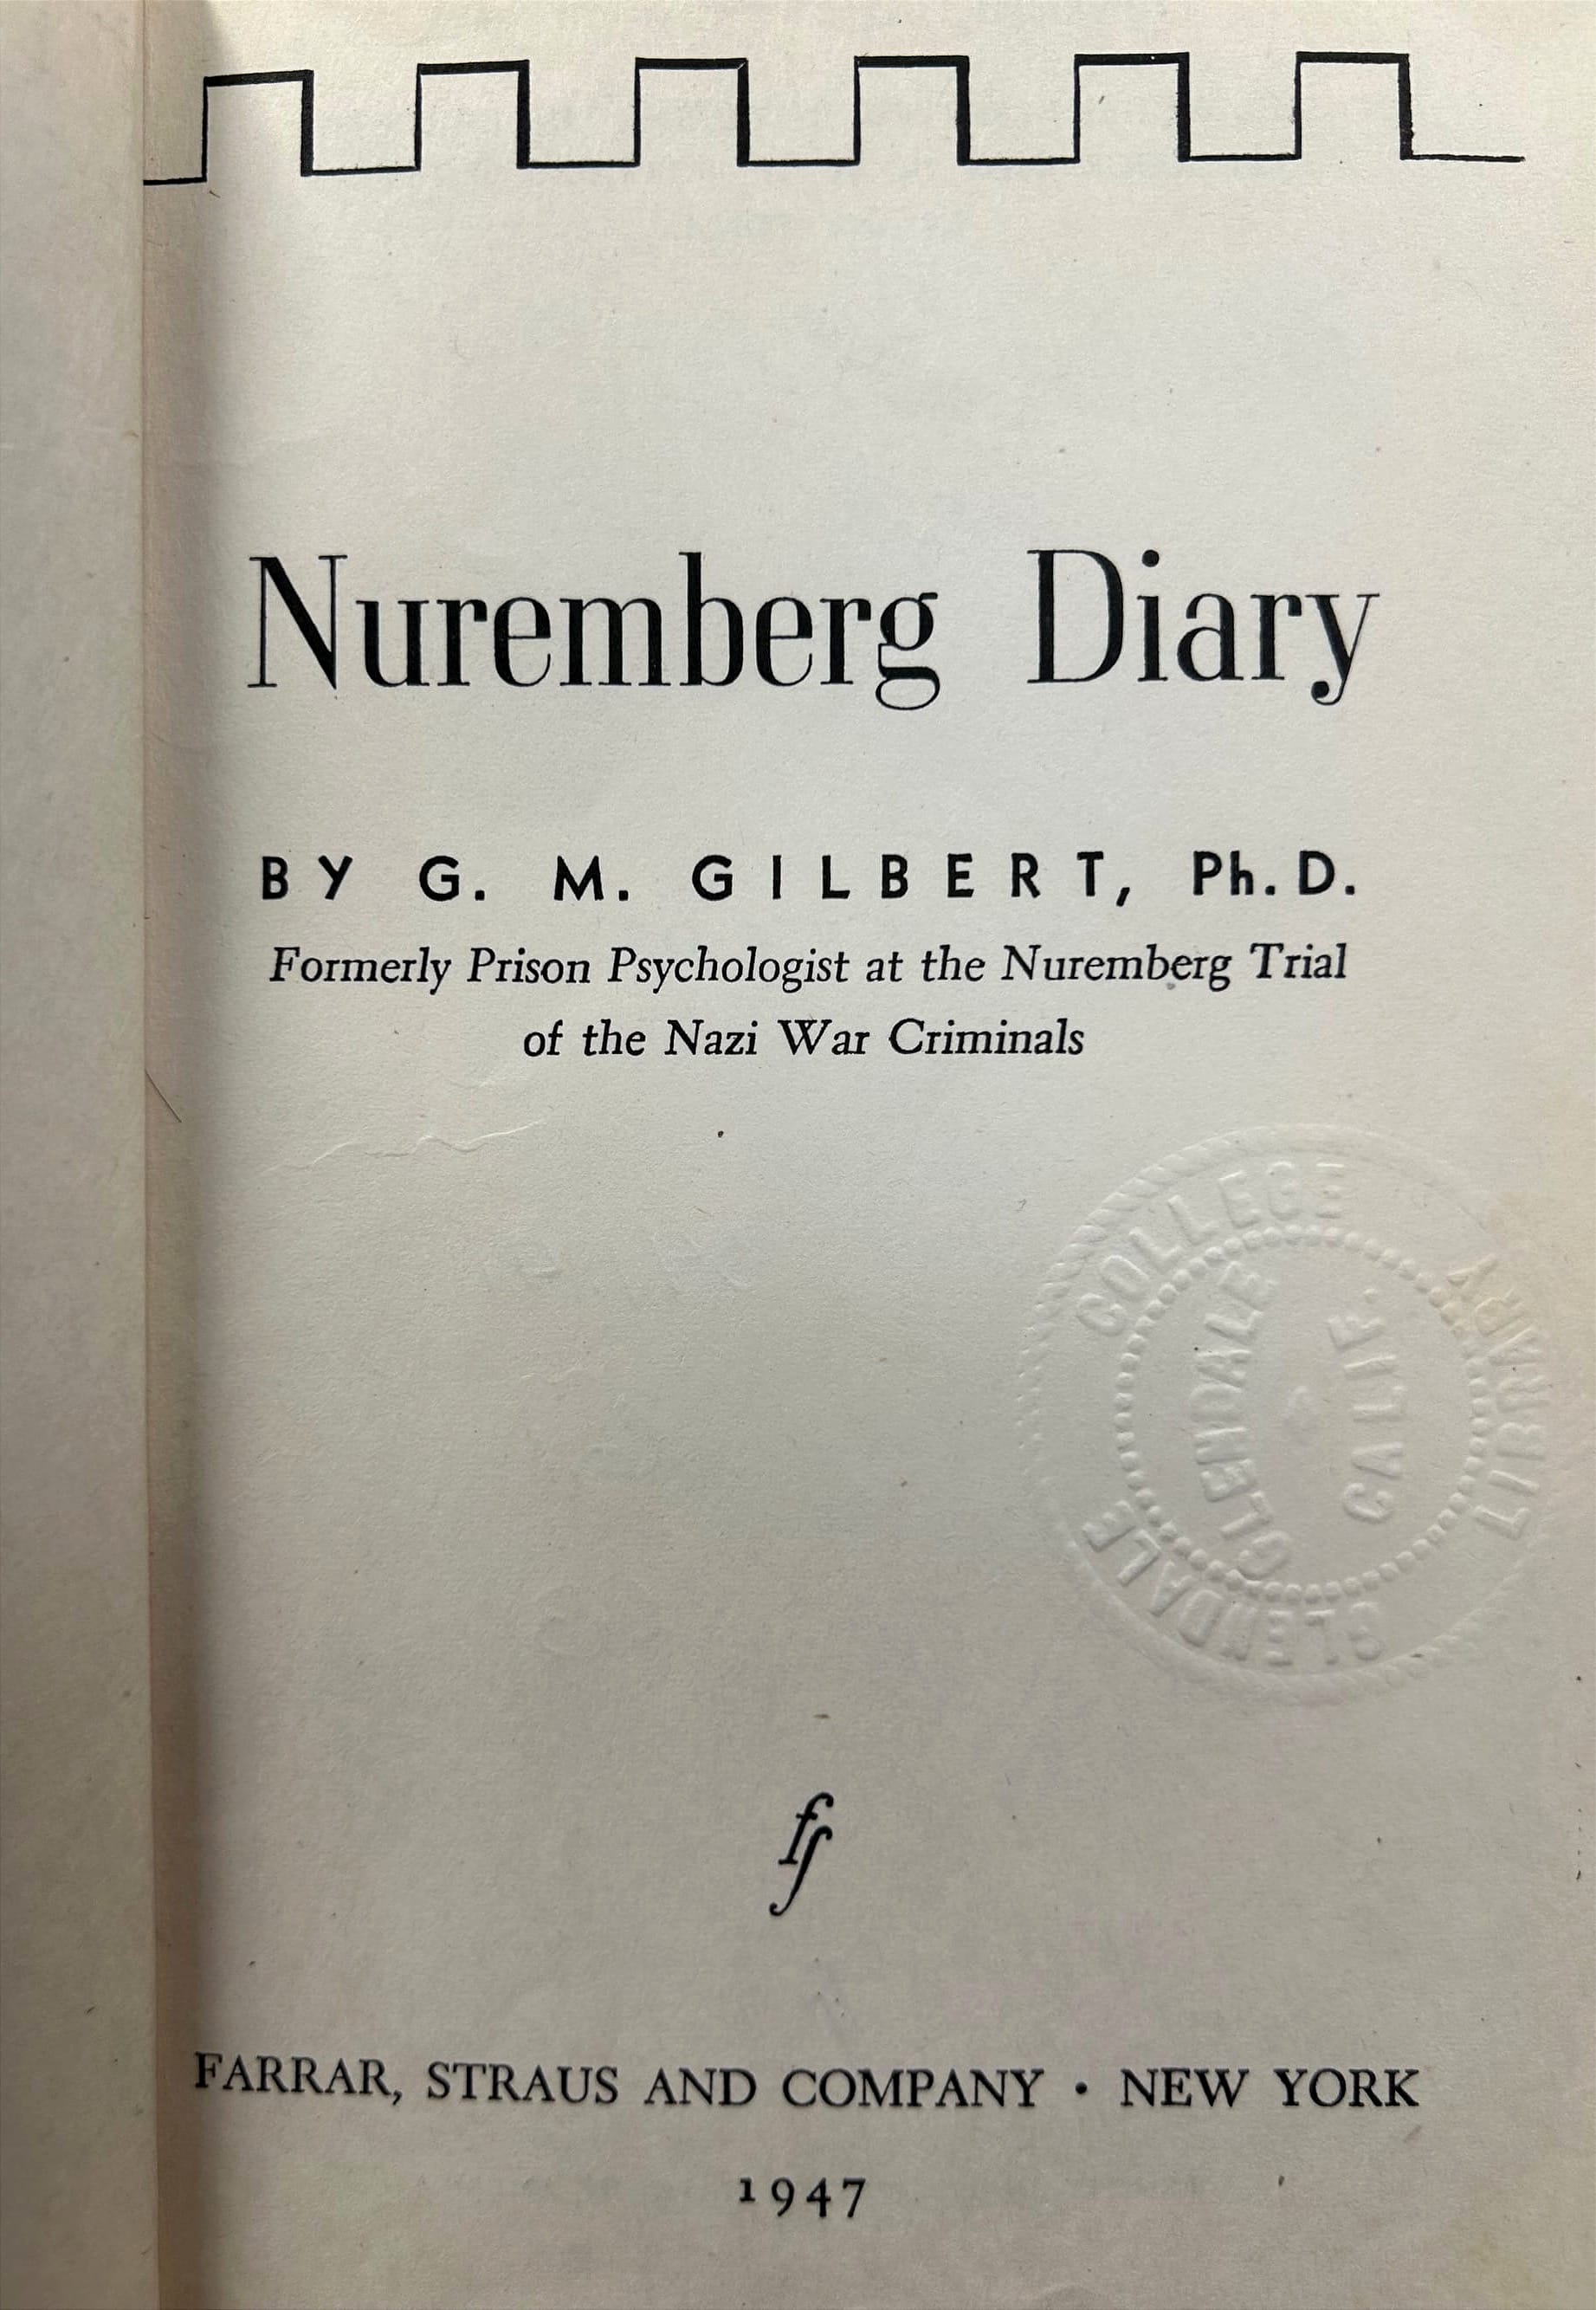 Nuremberg Diary
BY G. M. GILBERT, Ph.D.
Formerly Prison Psychologist at the Nuremberg Trial
of the Nazi War Criminals
GLENDALE COLLEGE LIBRARY
GLENDALE
CALIF.
fs
FARRAR, STRAUS AND COMPANY · NEW YORK
1947